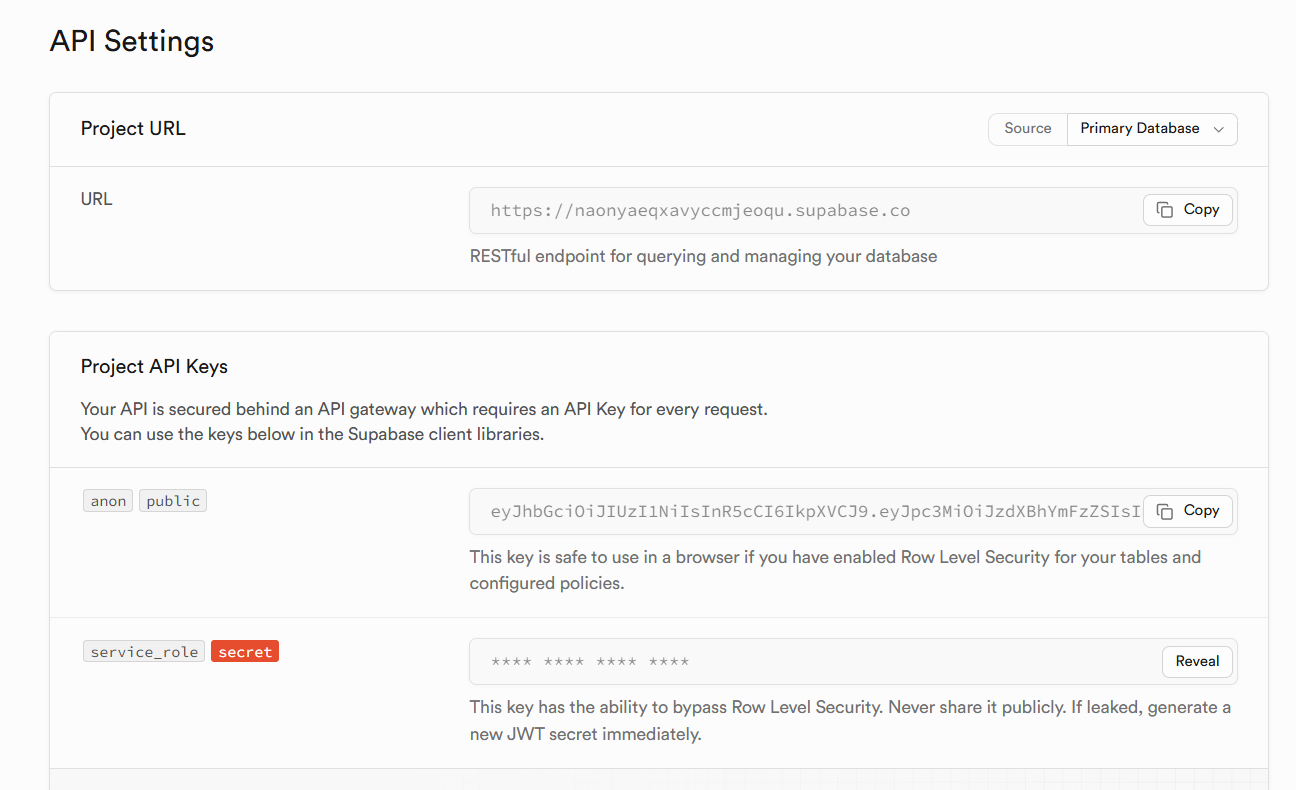 API Settings
Project URL
Source Primary Database
URL
https://naonyaeqxavyccmjeoqu.supabase.co
Copy
RESTful endpoint for querying and managing your database
Project API Keys
Your API is secured behind an API gateway which requires an API Key for every request.
You can use the keys below in the Supabase client libraries.
anon public
eyJhbGciOiJIUzI1NiIsInR5cCI6IkpXVCJ9.eyJpc3MiOiJzdXBhYmFzZSIsI
Copy
This key is safe to use in a browser if you have enabled Row Level Security for your tables and
configured policies.
service_role secret
**** **** **** ****
Reveal
This key has the ability to bypass Row Level Security. Never share it publicly. If leaked, generate a
new JWT secret immediately.